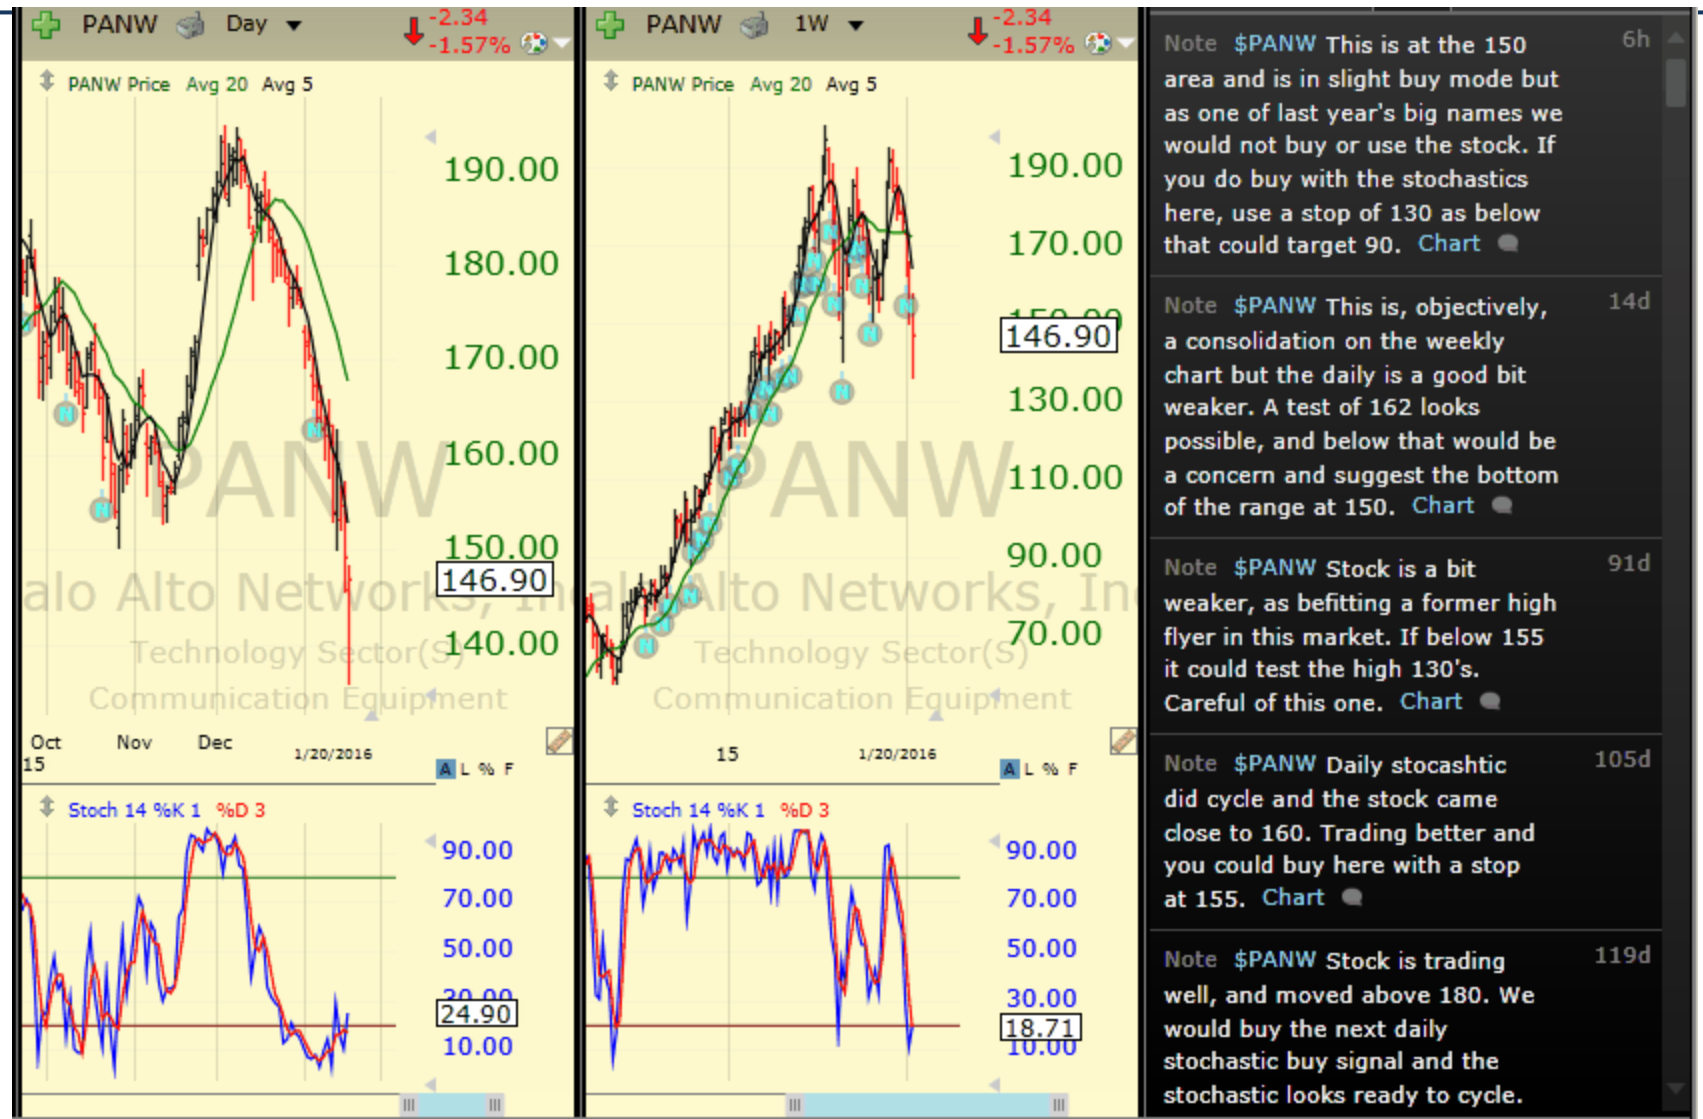 PANW Day
-2.34
-1.57%
PANW Price Avg 20 Avg 5
190.00
180.00
170.00
160.00
150.00
146.90
140.00
PANW
alo Alto Networks, In
Technology Sector(S)
Communication Equipment
Oct Nov Dec 1/20/2016
15
A L % F
Stoch 14 %K 1 %D 3
90.00
70.00
50.00
30.00
24.90
10.00
PANW 1W
-2.34
-1.57%
PANW Price Avg 20 Avg 5
190.00
170.00
150.00
146.90
130.00
110.00
90.00
70.00
PANW
alo Alto Networks, In
Technology Sector(S)
Communication Equipment
15 1/20/2016
A L % F
Stoch 14 %K 1 %D 3
90.00
70.00
50.00
30.00
18.71
10.00
Note $PANW This is at the 150 6h
area and is in slight buy mode but
as one of last year's big names we
would not buy or use the stock. If
you do buy with the stochastics
here, use a stop of 130 as below
that could target 90. Chart
Note $PANW This is, objectively, 14d
a consolidation on the weekly
chart but the daily is a good bit
weaker. A test of 162 looks
possible, and below that would be
a concern and suggest the bottom
of the range at 150. Chart
Note $PANW Stock is a bit 91d
weaker, as befitting a former high
flyer in this market. If below 155
it could test the high 130's.
Careful of this one. Chart
Note $PANW Daily stocashtic 105d
did cycle and the stock came
close to 160. Trading better and
you could buy here with a stop
at 155. Chart
Note $PANW Stock is trading 119d
well, and moved above 180. We
would buy the next daily
stochastic buy signal and the
stochastic looks ready to cycle.